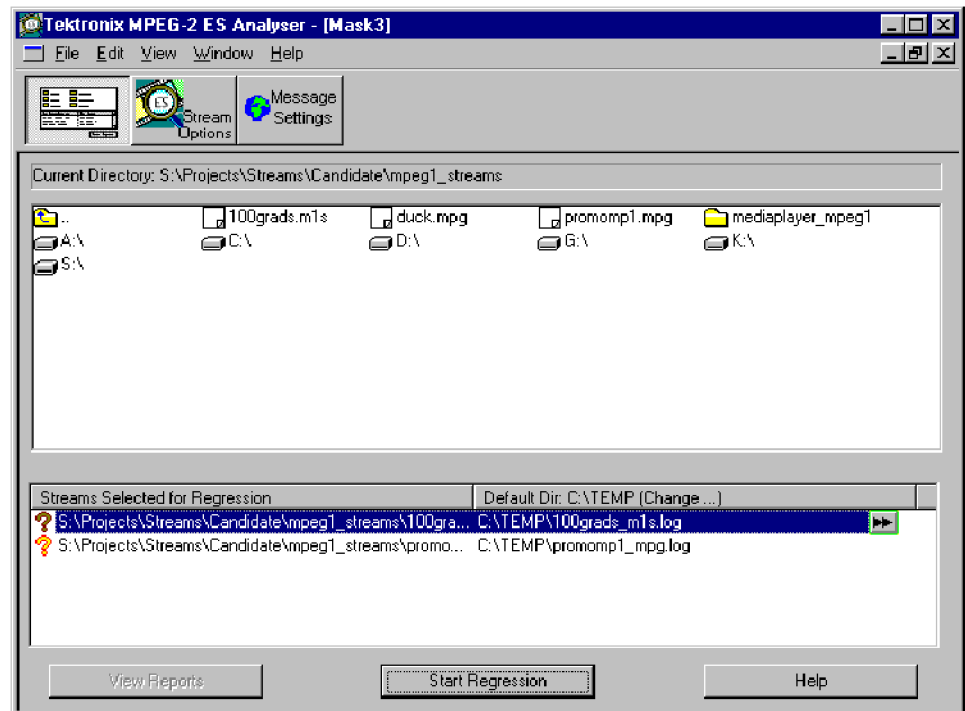 Tektronix MPEG-2 ES Analyser - [Mask3]
File Edit View Window Help
ES
Stream Options
Message Settings
Current Directory: S:\Projects\Streams\Candidate\mpeg1_streams
.. 100grads.m1s duck.mpg promomp1.mpg mediaplayer_mpeg1
A:\ C:\ D:\ G:\ K:\
S:\
Streams Selected for Regression Default Dir: C:\TEMP (Change ...)
S:\Projects\Streams\Candidate\mpeg1_streams\100gra... C:\TEMP\100grads_m1s.log
S:\Projects\Streams\Candidate\mpeg1_streams\promo... C:\TEMP\promomp1_mpg.log
View Reports Start Regression Help